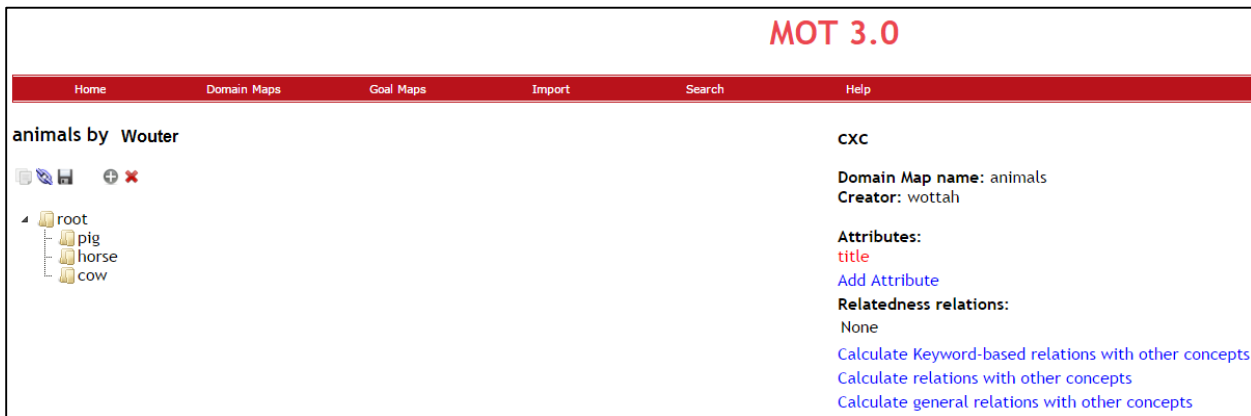 MOT 3.0
Home Domain Maps Goal Maps Import Search Help
animals by Wouter
root
pig
horse
cow
cxc
Domain Map name: animals
Creator: wottah
Attributes:
title
Add Attribute
Relatedness relations:
None
Calculate Keyword-based relations with other concepts
Calculate relations with other concepts
Calculate general relations with other concepts